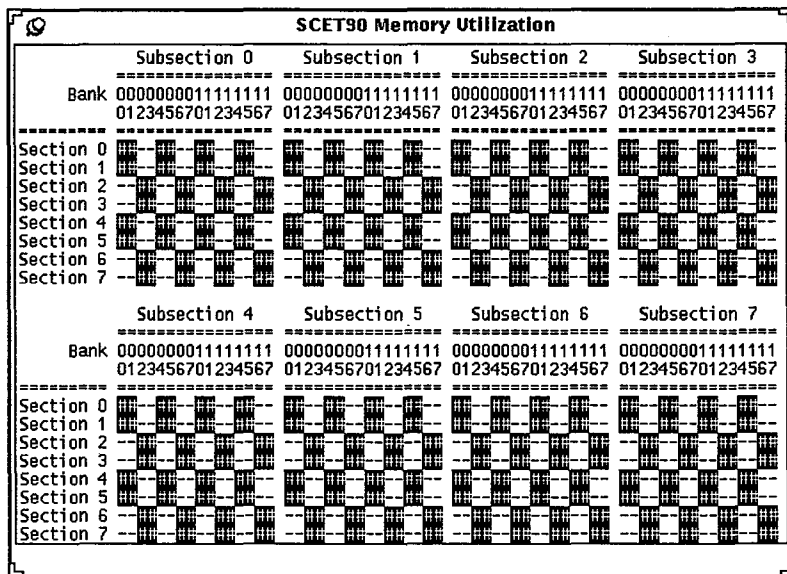 SCET90 Memory Utilization
Subsection 0 Subsection 1 Subsection 2 Subsection 3
================ ================ ================ ================
Bank 0000000011111111 0000000011111111 0000000011111111 0000000011111111
0123456701234567 0123456701234567 0123456701234567 0123456701234567
========= ================ ================ ================ ================
Section 0
Section 1
Section 2
Section 3
Section 4
Section 5
Section 6
Section 7
Subsection 4 Subsection 5 Subsection 6 Subsection 7
================ ================ ================ ================
Bank 0000000011111111 0000000011111111 0000000011111111 0000000011111111
0123456701234567 0123456701234567 0123456701234567 0123456701234567
========= ================ ================ ================ ================
Section 0
Section 1
Section 2
Section 3
Section 4
Section 5
Section 6
Section 7